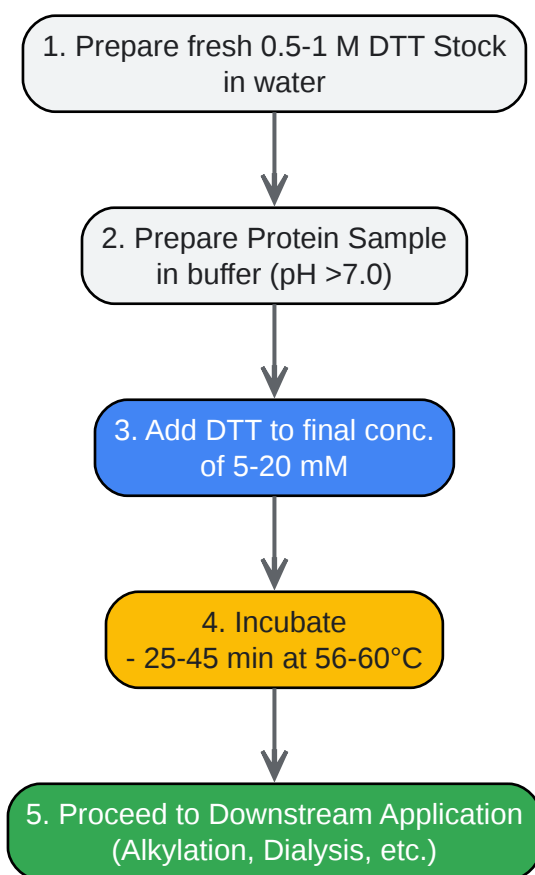 1. Prepare fresh 0.5-1 M DTT Stock
in water
2. Prepare Protein Sample
in buffer (pH >7.0)
3. Add DTT to final conc.
of 5-20 mM
4. Incubate
- 25-45 min at 56-60°C
5. Proceed to Downstream Application
(Alkylation, Dialysis, etc.)